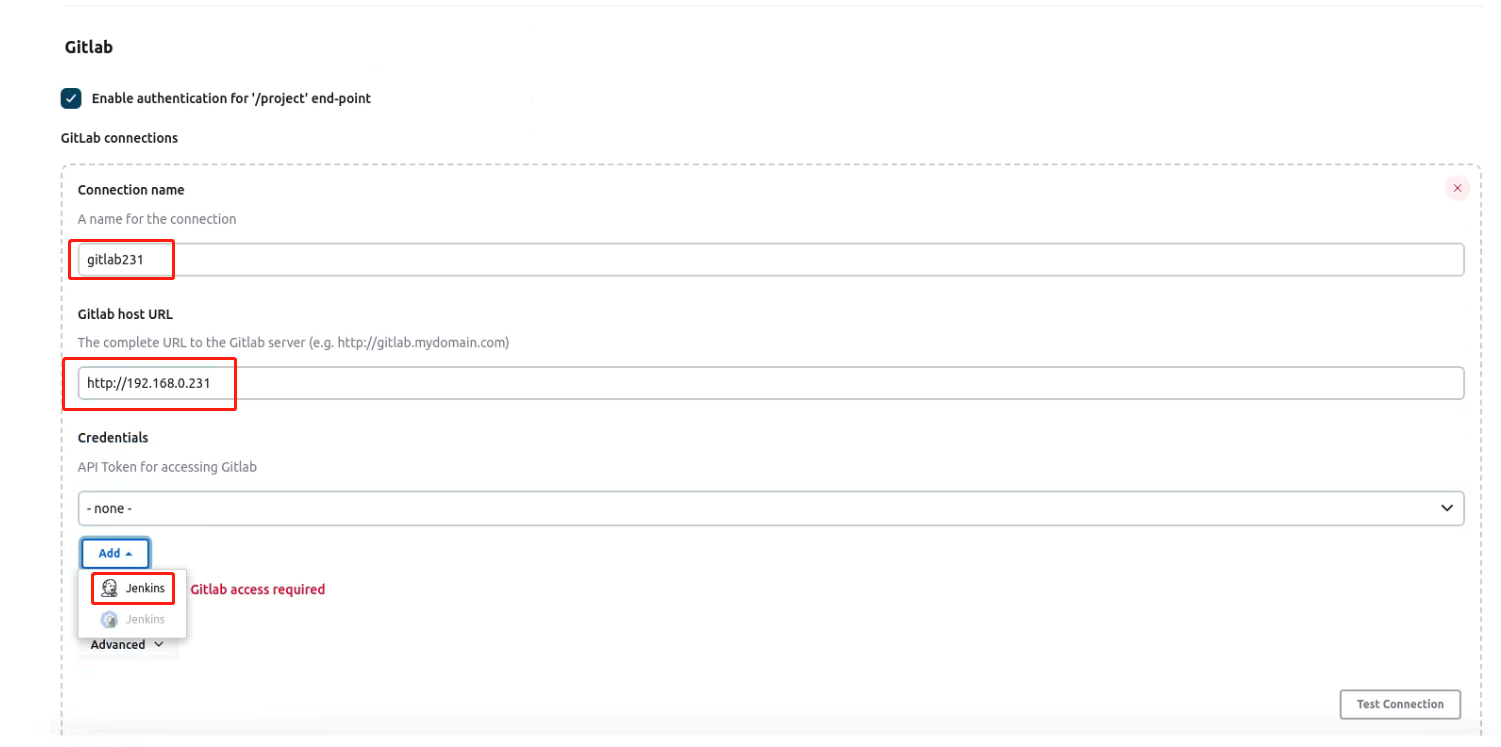 Gitlab
Enable authentication for '/project' end-point
GitLab connections
Connection name
A name for the connection
gitlab231
Gitlab host URL
The complete URL to the Gitlab server (e.g. http://gitlab.mydomain.com)
http://192.168.0.231
Credentials
API Token for accessing Gitlab
- none -
Add
Jenkins
Gitlab access required
Jenkins
Advanced
Test Connection